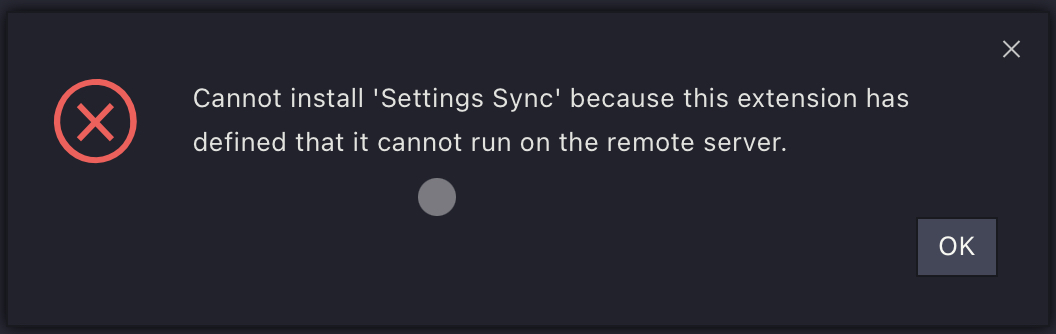 Cannot install 'Settings Sync' because this extension has
defined that it cannot run on the remote server.
OK